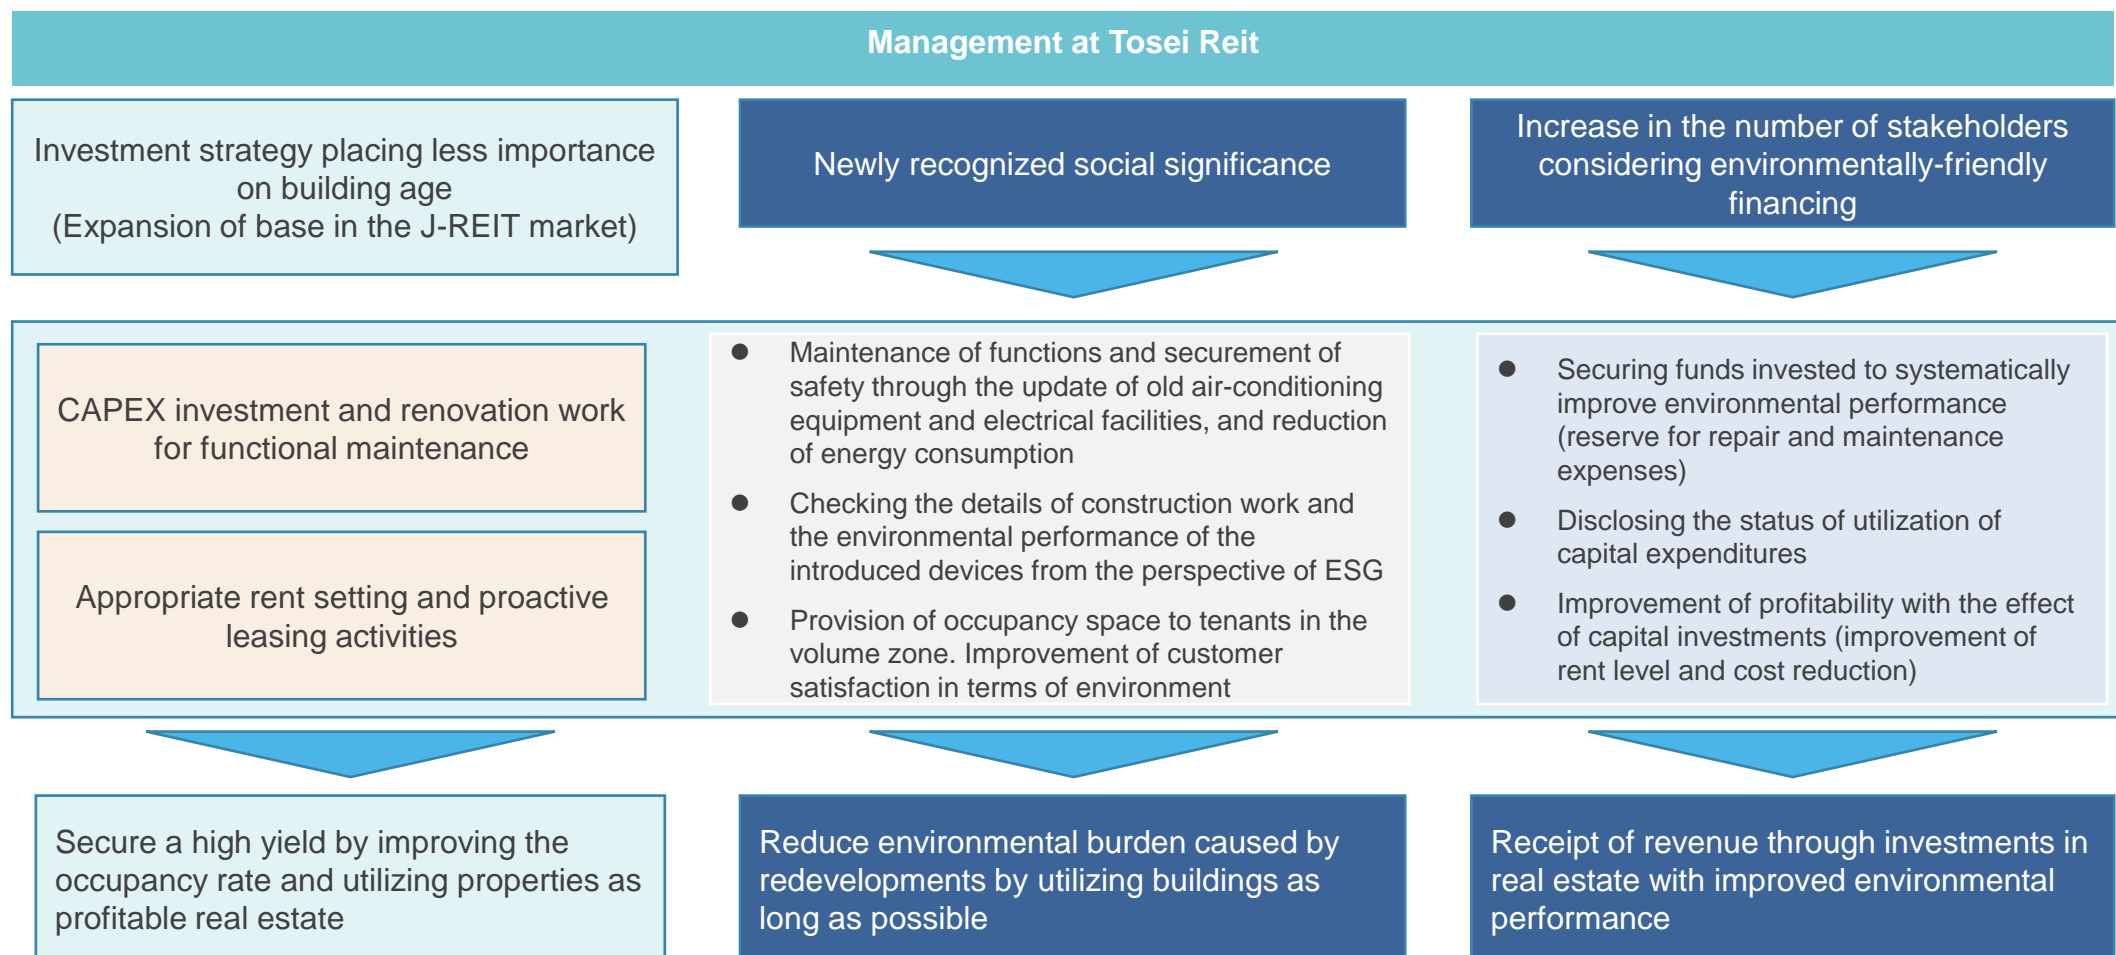 Management at Tosei Reit
Investment strategy placing less importance
on building age
(Expansion of base in the J-REIT market)
Newly recognized social significance
Increase in the number of stakeholders
considering environmentally-friendly
financing
CAPEX investment and renovation work
for functional maintenance
Appropriate rent setting and proactive
leasing activities
● Maintenance of functions and securement of
safety through the update of old air-conditioning
equipment and electrical facilities, and reduction
of energy consumption
● Checking the details of construction work and
the environmental performance of the
introduced devices from the perspective of ESG
● Provision of occupancy space to tenants in the
volume zone. Improvement of customer
satisfaction in terms of environment
● Securing funds invested to systematically
improve environmental performance
(reserve for repair and maintenance
expenses)
● Disclosing the status of utilization of
capital expenditures
● Improvement of profitability with the effect
of capital investments (improvement of
rent level and cost reduction)
Secure a high yield by improving the
occupancy rate and utilizing properties as
profitable real estate
Reduce environmental burden caused by
redevelopments by utilizing buildings as
long as possible
Receipt of revenue through investments in
real estate with improved environmental
performance